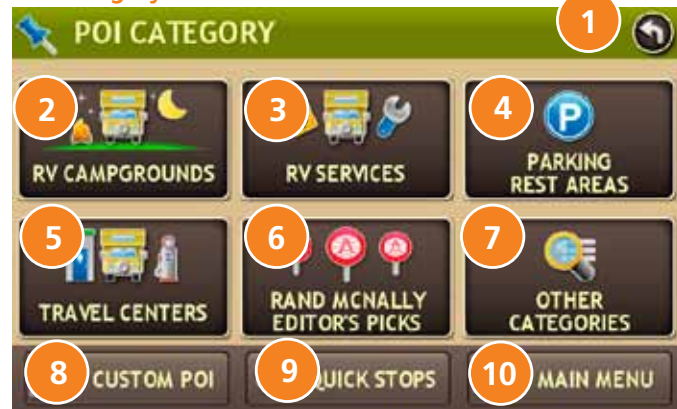 POI CATEGORY
1
2
3
4
RV CAMPGROUNDS
RV SERVICES
P
PARKING
REST AREAS
5
6
7
TRAVEL CENTERS
RAND MCNALLY
EDITOR'S PICKS
OTHER
CATEGORIES
8
CUSTOM POI
9
QUICK STOPS
10
MAIN MENU